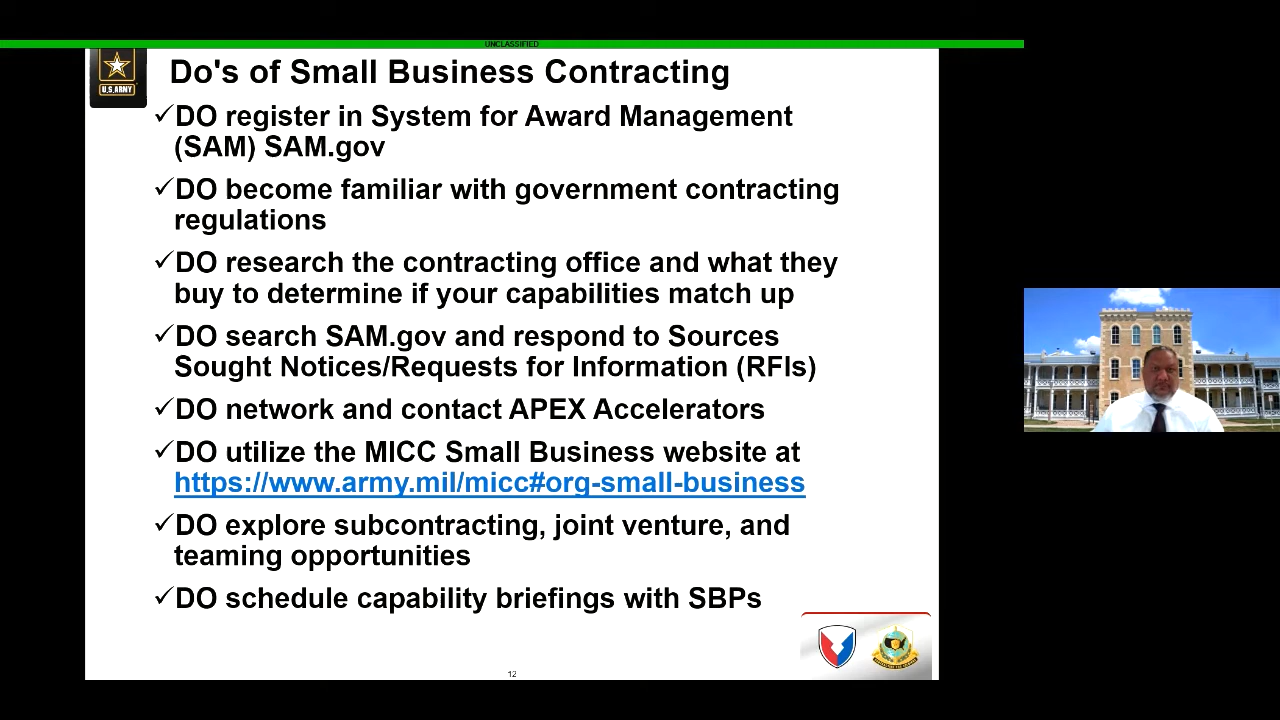 UNCLASSIFIED
U.S.ARMY
Do's of Small Business Contracting
✓DO register in System for Award Management
(SAM) SAM.gov
✓DO become familiar with government contracting
regulations
✓DO research the contracting office and what they
buy to determine if your capabilities match up
✓DO search SAM.gov and respond to Sources
Sought Notices/Requests for Information (RFIs)
✓DO network and contact APEX Accelerators
✓DO utilize the MICC Small Business website at
https://www.army.mil/micc#org-small-business
✓DO explore subcontracting, joint venture, and
teaming opportunities
✓DO schedule capability briefings with SBPs
12